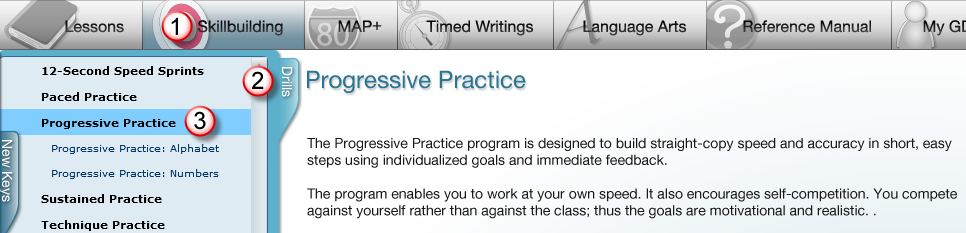 Lessons
1
Skillbuilding
80
MAP+
Timed Writings
A
Language Arts
?
Reference Manual
My GD
12-Second Speed Sprints
Paced Practice
Progressive Practice
3
Progressive Practice: Alphabet
Progressive Practice: Numbers
Sustained Practice
Technique Practice
New Keys
2
Drills
Progressive Practice
The Progressive Practice program is designed to build straight-copy speed and accuracy in short, easy
steps using individualized goals and immediate feedback.
The program enables you to work at your own speed. It also encourages self-competition. You compete
against yourself rather than against the class; thus the goals are motivational and realistic. .